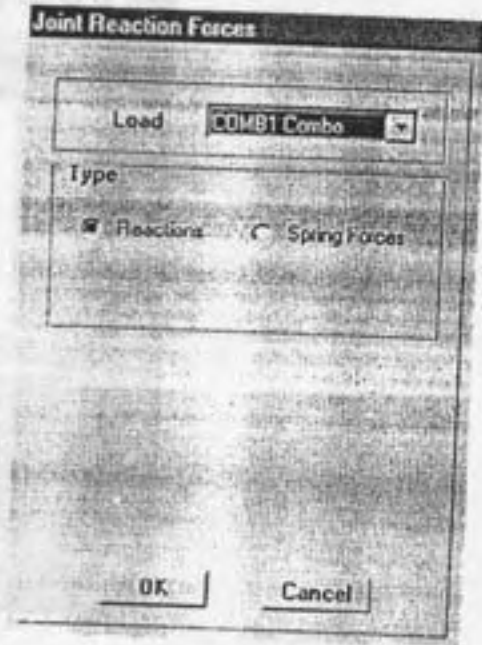 Joint Reaction Forces
Load COMB1 Combo
Type
Reactions Spring Forces
OK Cancel